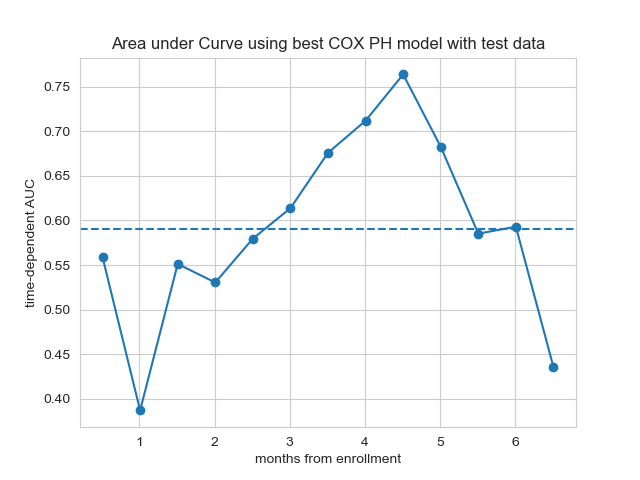 Area under Curve using best COX PH model with test data
time-dependent AUC
0.75
0.70
0.65
0.60
0.55
0.50
0.45
0.40
1 2 3 4 5 6
months from enrollment